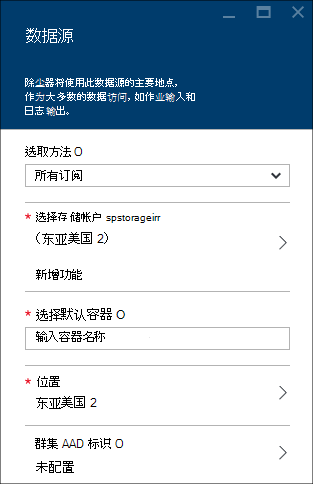 数据源
除尘器将使用此数据源的主要地点，
作为大多数的数据访问，如作业输入和
日志输出。
选取方法 O
所有订阅
* 选择存储帐户 spstorageirr
（东亚美国 2）
新增功能
* 选择默认容器 O
输入容器名称
* 位置
东亚美国 2
群集 AAD 标识 O
未配置